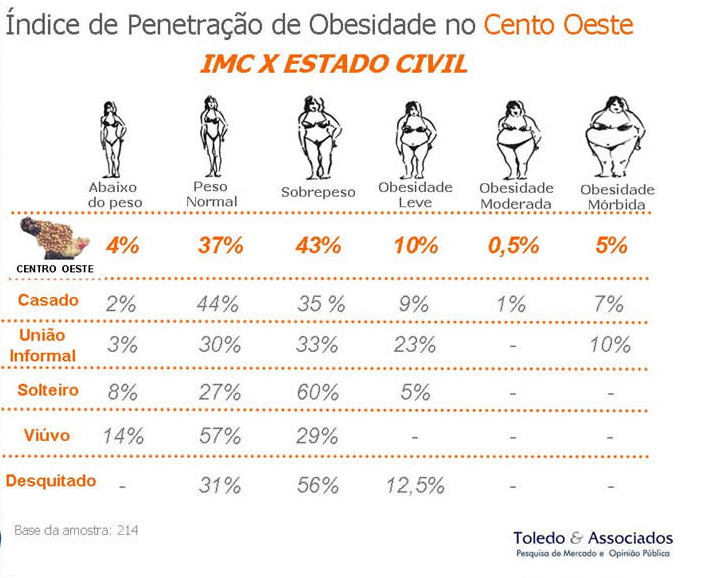 Índice de Penetração de Obesidade no Cento Oeste
IMC X ESTADO CIVIL
Abaixo do peso
Peso Normal
Sobrepeso
Obesidade Leve
Obesidade Moderada
Obesidade Mórbida
CENTRO OESTE 4% 37% 43% 10% 0,5% 5%
Casado 2% 44% 35 % 9% 1% 7%
União Informal 3% 30% 33% 23% - 10%
Solteiro 8% 27% 60% 5% - -
Viúvo 14% 57% 29% - - -
Desquitado - 31% 56% 12,5% - -
Base da amostra: 214
Toledo & Associados
Pesquisa de Mercado e Opinião Pública